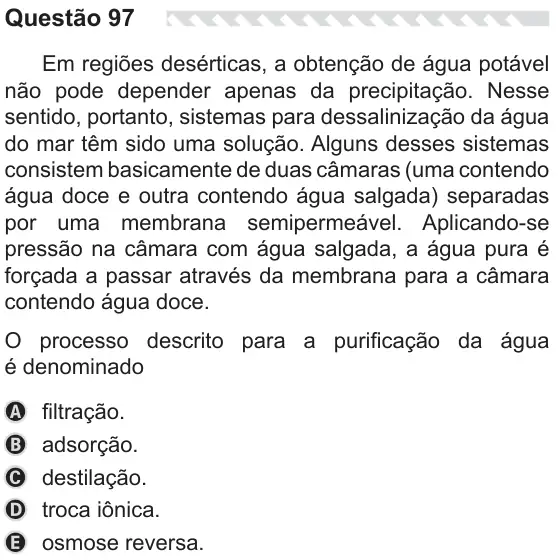 Questão 97
Em regiões desérticas, a obtenção de água potável
não pode depender apenas da precipitação. Nesse
sentido, portanto, sistemas para dessalinização da água
do mar têm sido uma solução. Alguns desses sistemas
consistem basicamente de duas câmaras (uma contendo
água doce e outra contendo água salgada) separadas
por uma membrana semipermeável. Aplicando-se
pressão na câmara com água salgada, a água pura é
forçada a passar através da membrana para a câmara
contendo água doce.
O processo descrito para a purificação da água
é denominado
A filtração.
B adsorção.
C destilação.
D troca iônica.
E osmose reversa.